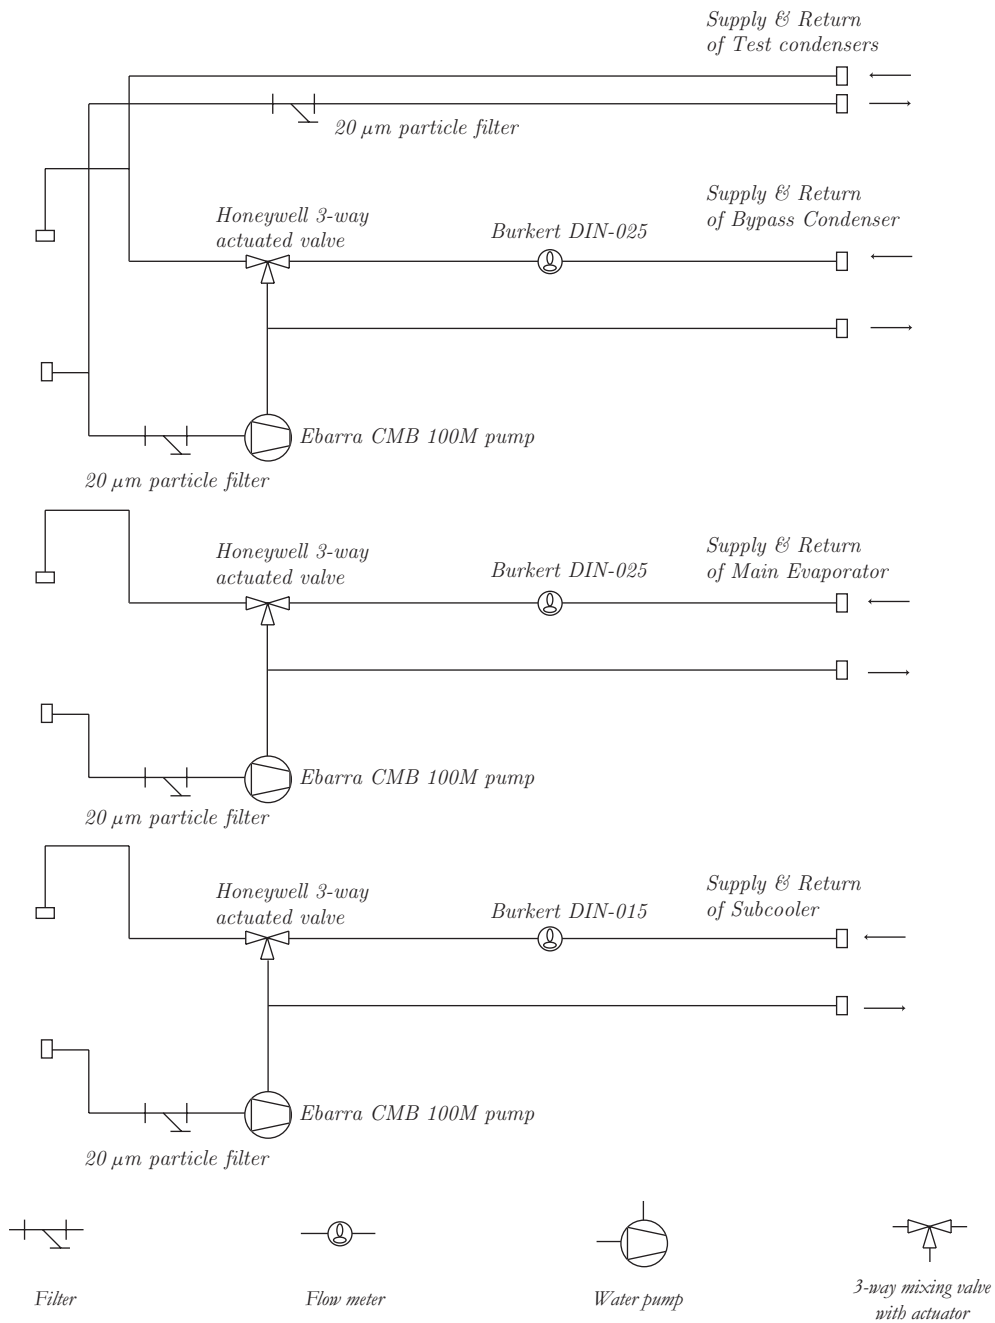 Supply & Return
of Test condensers
20 μm particle filter
Supply & Return
of Bypass Condenser
Honeywell 3-way
actuated valve
Burkert DIN-025
Ebarra CMB 100M pump
20 μm particle filter
Honeywell 3-way
actuated valve
Burkert DIN-025
Supply & Return
of Main Evaporator
Ebarra CMB 100M pump
20 μm particle filter
Honeywell 3-way
actuated valve
Burkert DIN-015
Supply & Return
of Subcooler
Ebarra CMB 100M pump
20 μm particle filter
Filter
Flow meter
Water pump
3-way mixing valve
with actuator